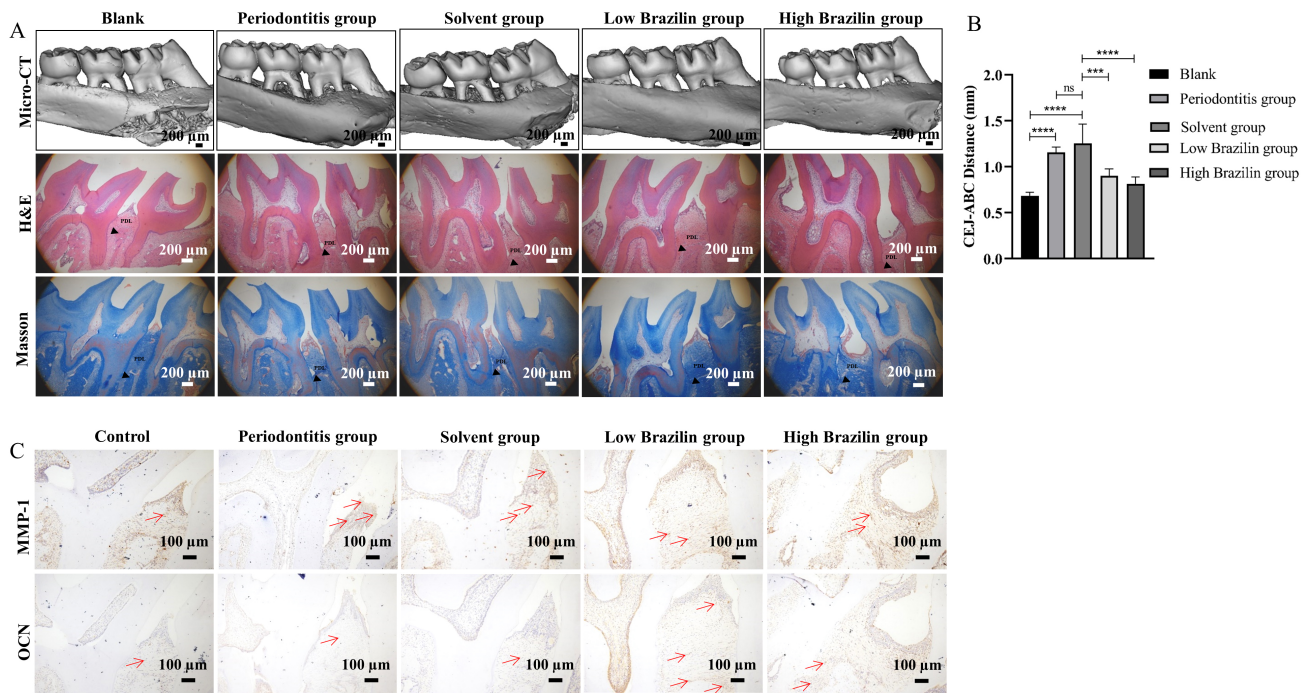 A
Blank
Periodontitis group
Solvent group
Low Brazilin group
High Brazilin group
Micro-CT
200 μm
200 μm
200 μm
200 μm
200 μm
H&E
PDL
200 μm
PDL
200 μm
PDL
200 μm
PDL
200 μm
PDL
200 μm
Masson
PDL
200 μm
PDL
200 μm
PDL
200 μm
PDL
200 μm
PDL
200 μm
B
CEJ-ABC Distance (mm)
2.0
1.5
1.0
0.5
0.0
****
***
ns
****
****
Blank
Periodontitis group
Solvent group
Low Brazilin group
High Brazilin group
C
Control
Periodontitis group
Solvent group
Low Brazilin group
High Brazilin group
MMP-1
100 μm
100 μm
100 μm
100 μm
100 μm
OCN
100 μm
100 μm
100 μm
100 μm
100 μm